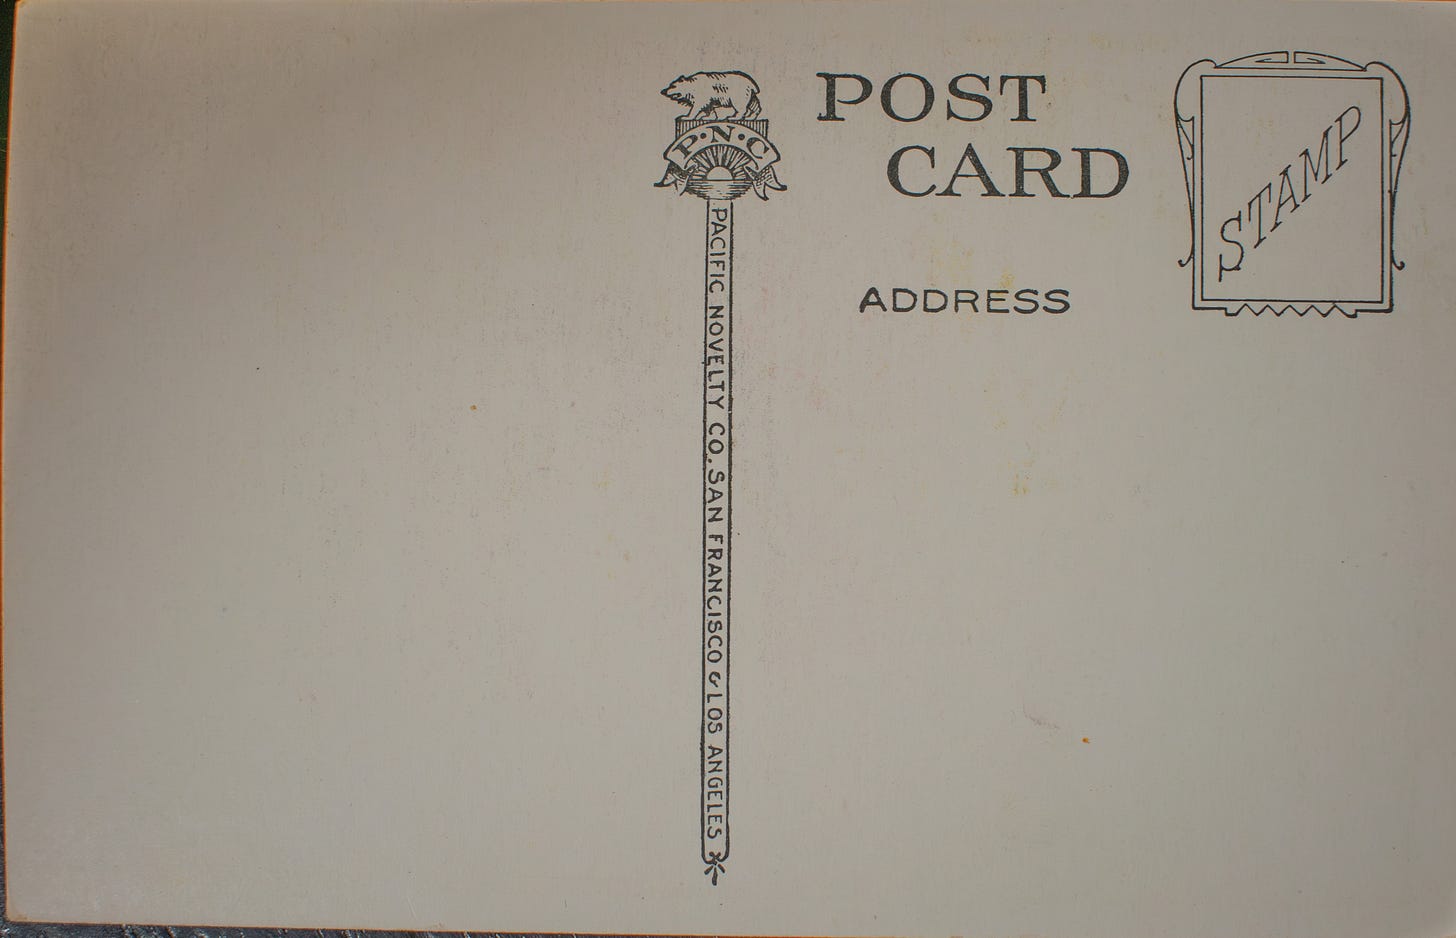 P·N·C
PACIFIC NOVELTY CO. SAN FRANCISCO & LOS ANGELES
POST
CARD
ADDRESS
STAMP